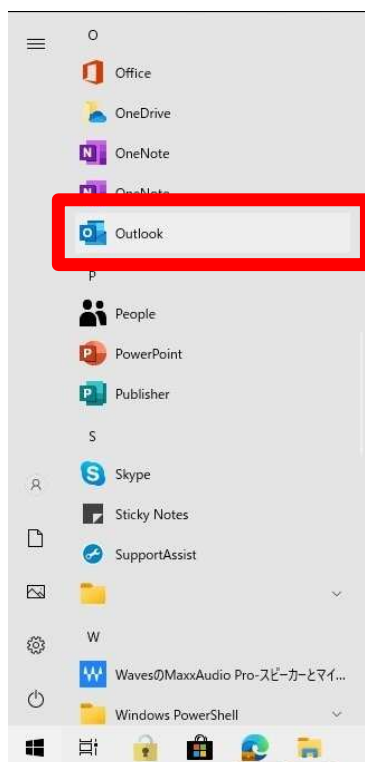 O
Office
OneDrive
OneNote
OneNote
Outlook
P
People
PowerPoint
Publisher
S
Skype
Sticky Notes
SupportAssist
W
WavesのMaxxAudio Pro-スピーカーとマイ...
Windows PowerShell